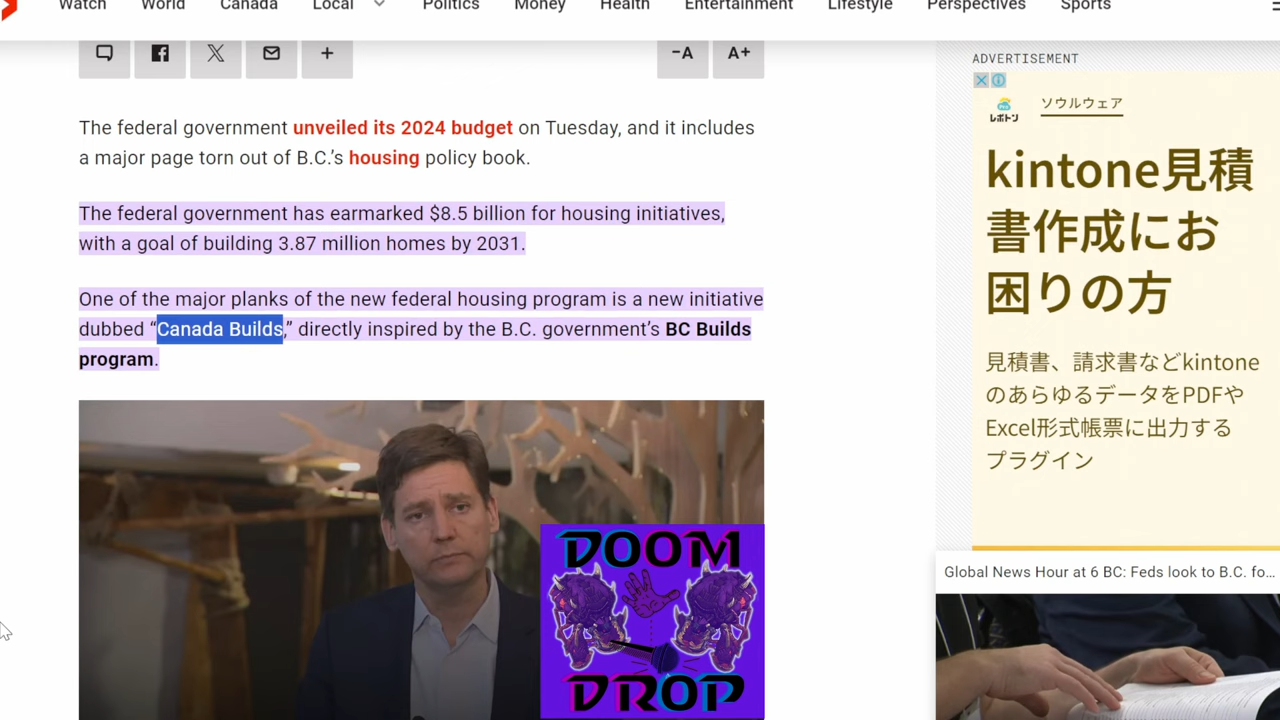 Watch World Canada Local Politics Money Health Entertainment Lifestyle Perspectives Sports
-A A+
The federal government unveiled its 2024 budget on Tuesday, and it includes
a major page torn out of B.C.’s housing policy book.
The federal government has earmarked $8.5 billion for housing initiatives,
with a goal of building 3.87 million homes by 2031.
One of the major planks of the new federal housing program is a new initiative
dubbed “Canada Builds,” directly inspired by the B.C. government’s BC Builds
program.
DOOM
DROP
ADVERTISEMENT
レポトン
ソウルウェア
kintone見積
書作成にお
困りの方
見積書、請求書などkintone
のあらゆるデータをPDFや
Excel形式帳票に出力する
プラグイン
Global News Hour at 6 BC: Feds look to B.C. fo...